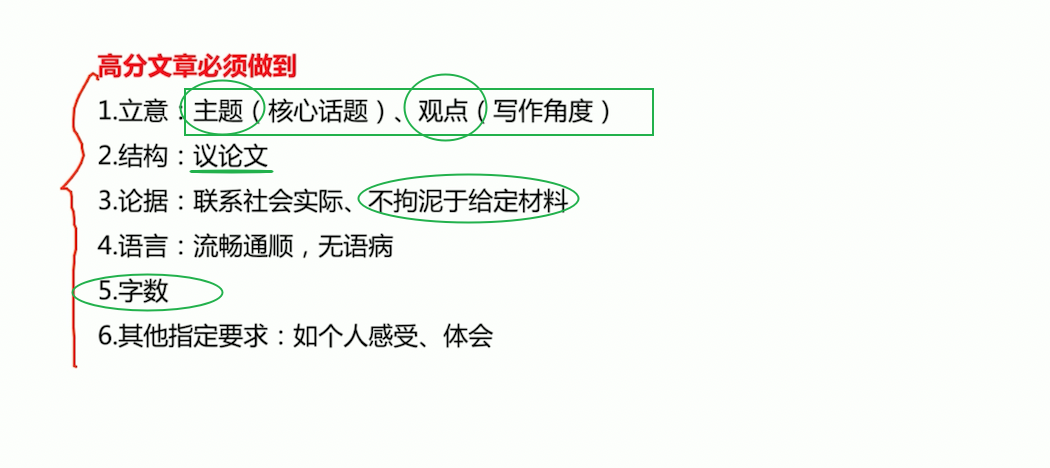 高分文章必须做到
1.立意：主题（核心话题）、观点（写作角度）
2.结构：议论文
3.论据：联系社会实际、不拘泥于给定材料
4.语言：流畅通顺，无语病
5.字数
6.其他指定要求：如个人感受、体会